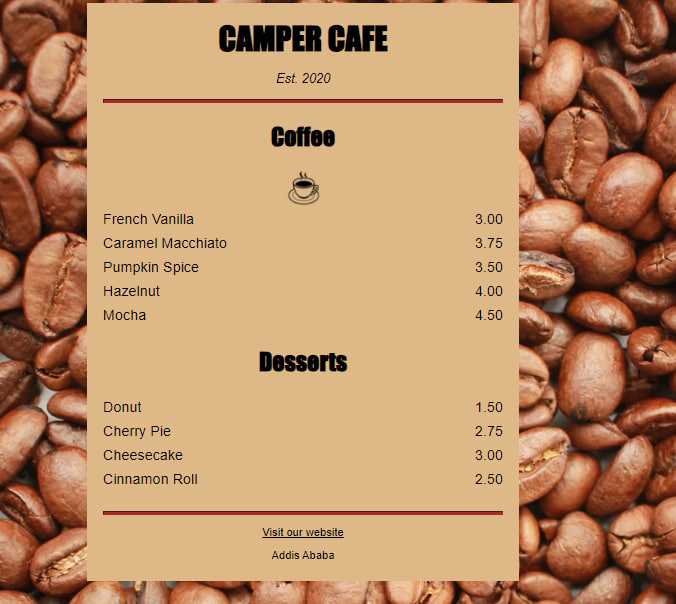 CAMPER CAFE
Est. 2020
Coffee
French Vanilla 3.00
Caramel Macchiato 3.75
Pumpkin Spice 3.50
Hazelnut 4.00
Mocha 4.50
Desserts
Donut 1.50
Cherry Pie 2.75
Cheesecake 3.00
Cinnamon Roll 2.50
Visit our website
Addis Ababa